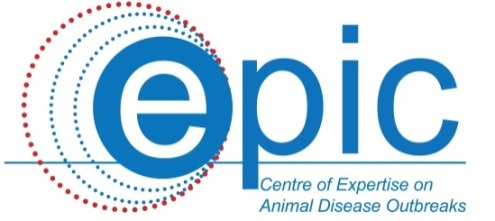 epic
Centre of Expertise on
Animal Disease Outbreaks